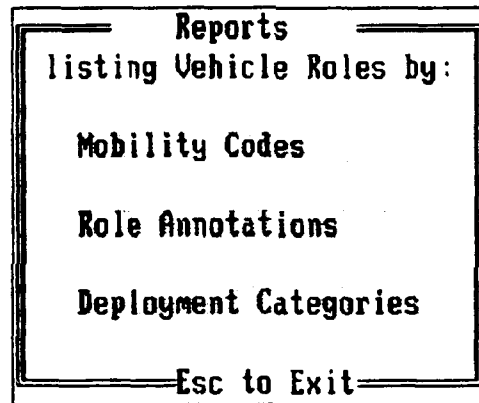 Reports
listing Vehicle Roles by:
Mobility Codes
Role Annotations
Deployment Categories
Esc to Exit